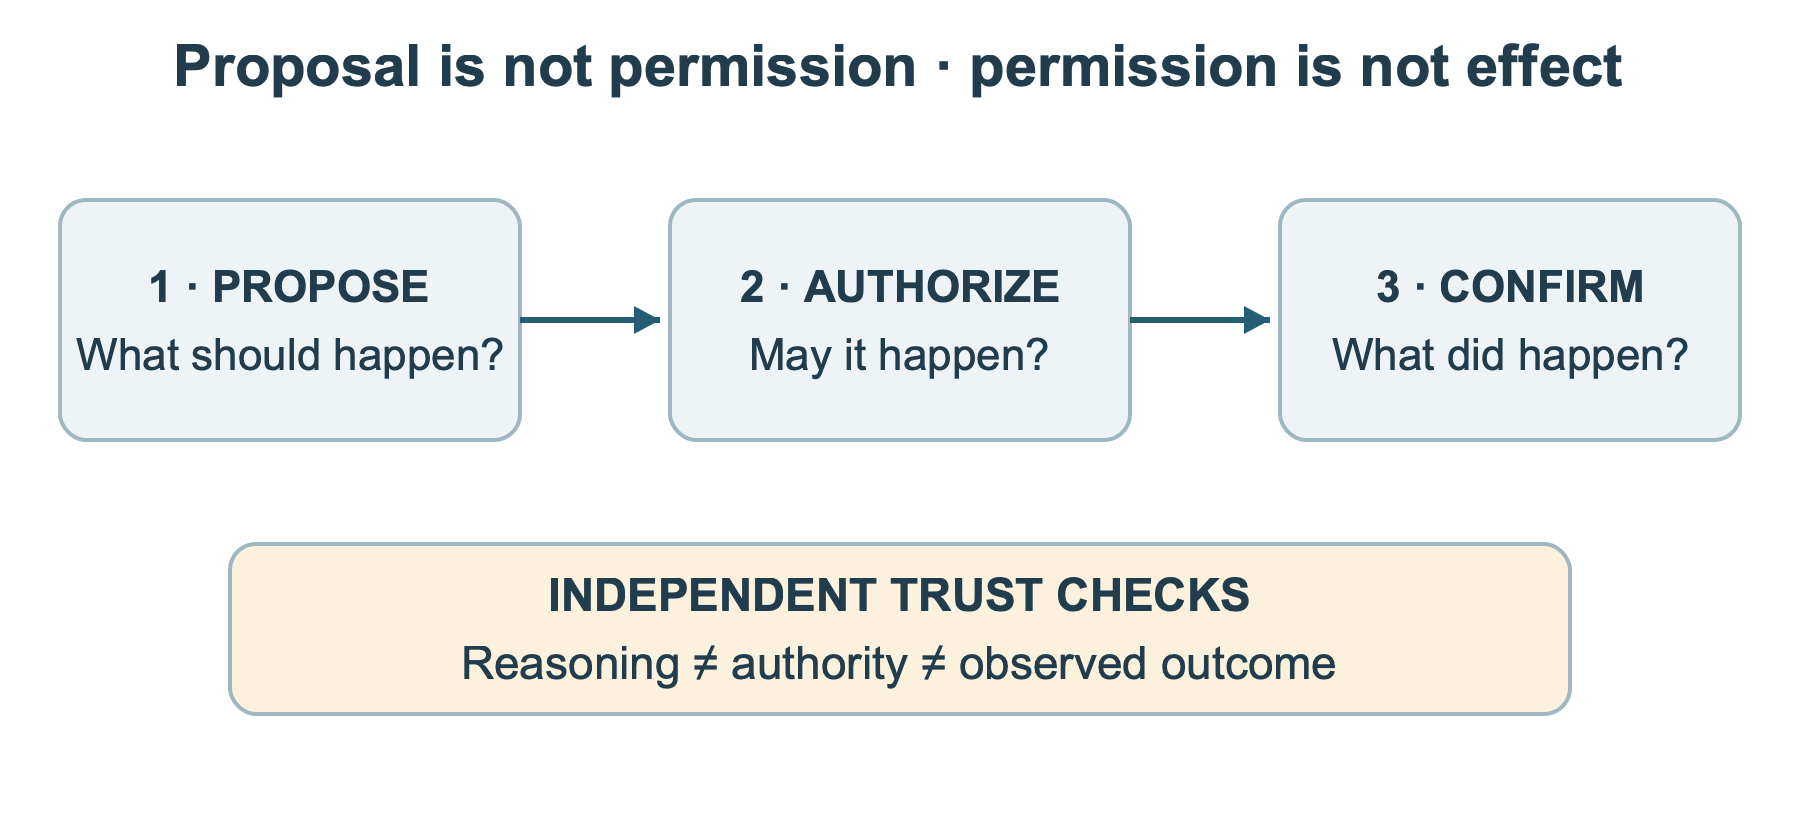 Proposal is not permission · permission is not effect
1 · PROPOSE
What should happen?
2 · AUTHORIZE
May it happen?
3 · CONFIRM
What did happen?
INDEPENDENT TRUST CHECKS
Reasoning ≠ authority ≠ observed outcome